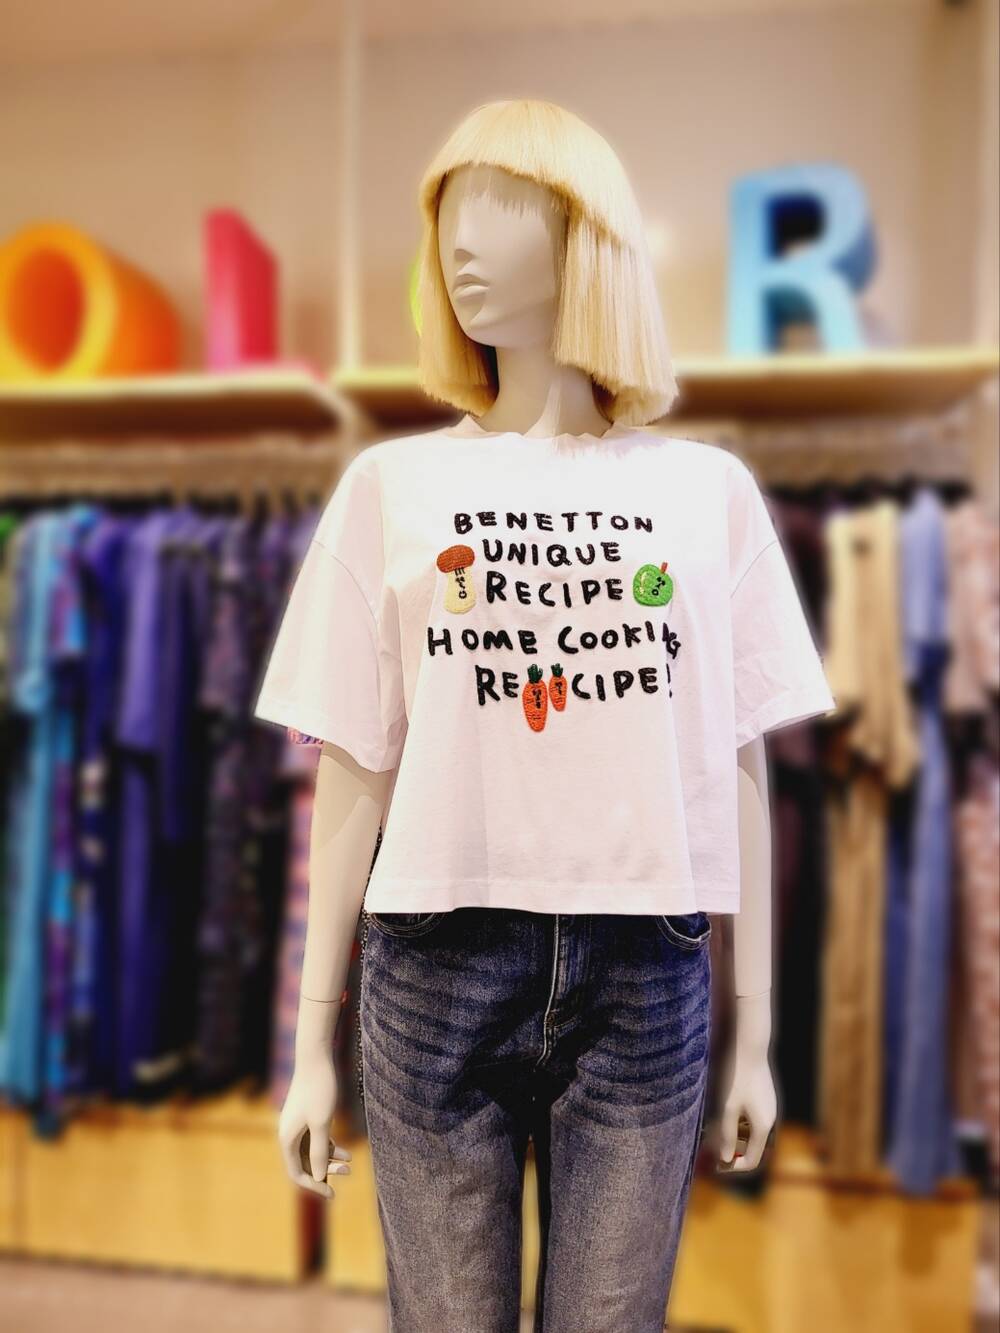 O L R
BENETTON
UNIQUE
RECIPE
HOME COOKING
RECIPE!